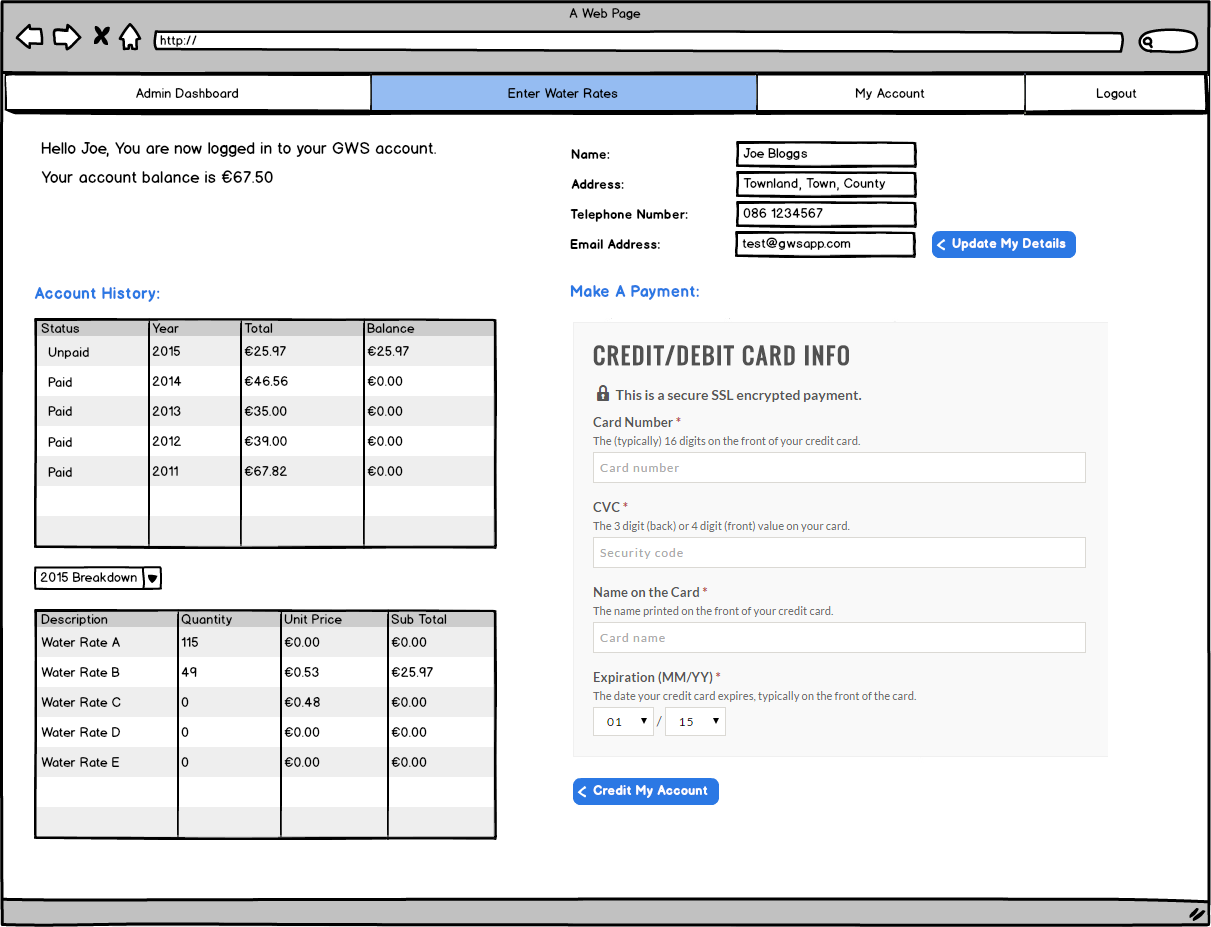 A Web Page
http://
Admin Dashboard Enter Water Rates My Account Logout
Hello Joe, You are now logged in to your GWS account.
Your account balance is €67.50
Name: Joe Bloggs
Address: Townland, Town, County
Telephone Number: 086 1234567
Email Address: test@gwsapp.com
Update My Details
Account History:
Status Year Total Balance
Unpaid 2015 €25.97 €25.97
Paid 2014 €46.56 €0.00
Paid 2013 €35.00 €0.00
Paid 2012 €39.00 €0.00
Paid 2011 €67.82 €0.00
2015 Breakdown
Description Quantity Unit Price Sub Total
Water Rate A 115 €0.00 €0.00
Water Rate B 49 €0.53 €25.97
Water Rate C 0 €0.48 €0.00
Water Rate D 0 €0.00 €0.00
Water Rate E 0 €0.00 €0.00
Make A Payment:
CREDIT/DEBIT CARD INFO
This is a secure SSL encrypted payment.
Card Number *
The (typically) 16 digits on the front of your credit card.
Card number
CVC *
The 3 digit (back) or 4 digit (front) value on your card.
Security code
Name on the Card *
The name printed on the front of your credit card.
Card name
Expiration (MM/YY) *
The date your credit card expires, typically on the front of the card.
01 / 15
Credit My Account